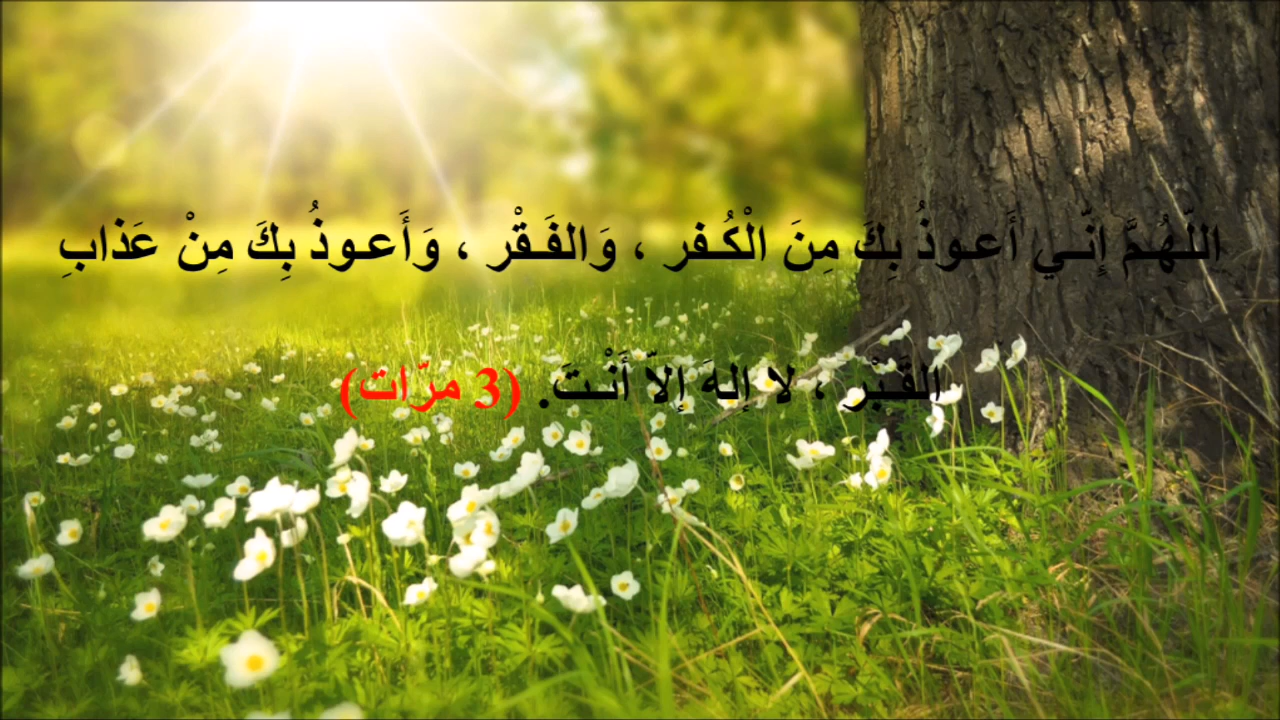 اللّهُـمَّ إِنّـي أَعـوذُ بِكَ مِنَ الْكُـفر ، وَالفَـقْر ، وَأَعـوذُ بِكَ مِنْ عَذابِ
القَـبْر ، لا إلهَ إلاّ أَنْـتَ. (3 مرّات)